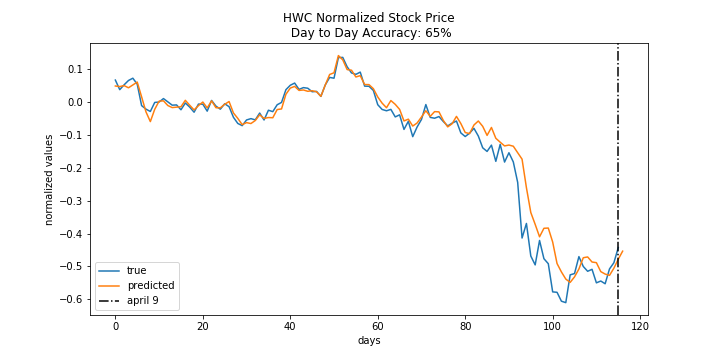 HWC Normalized Stock Price
Day to Day Accuracy: 65%
normalized values
0.1
0.0
−0.1
−0.2
−0.3
−0.4
−0.5
−0.6
true
predicted
april 9
0 20 40 60 80 100 120
days